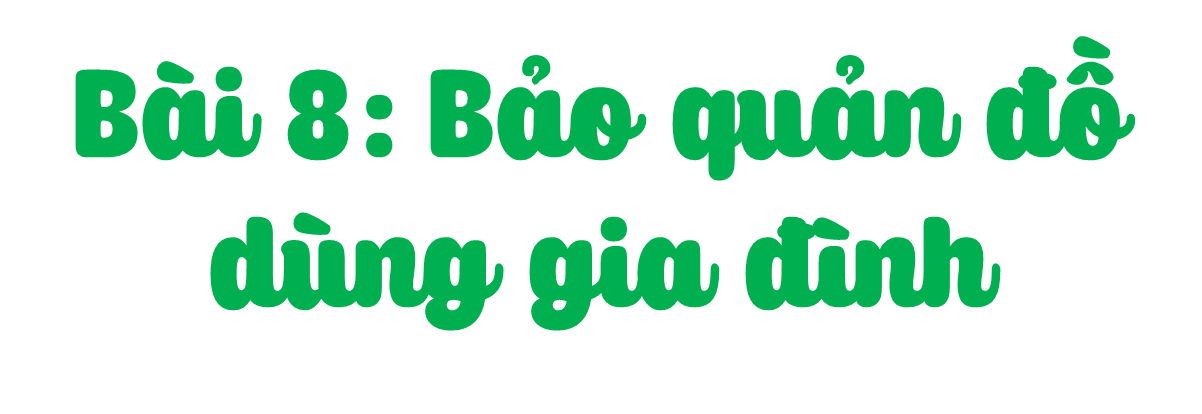 Bài 8: Bảo quản đồ
dùng gia đình